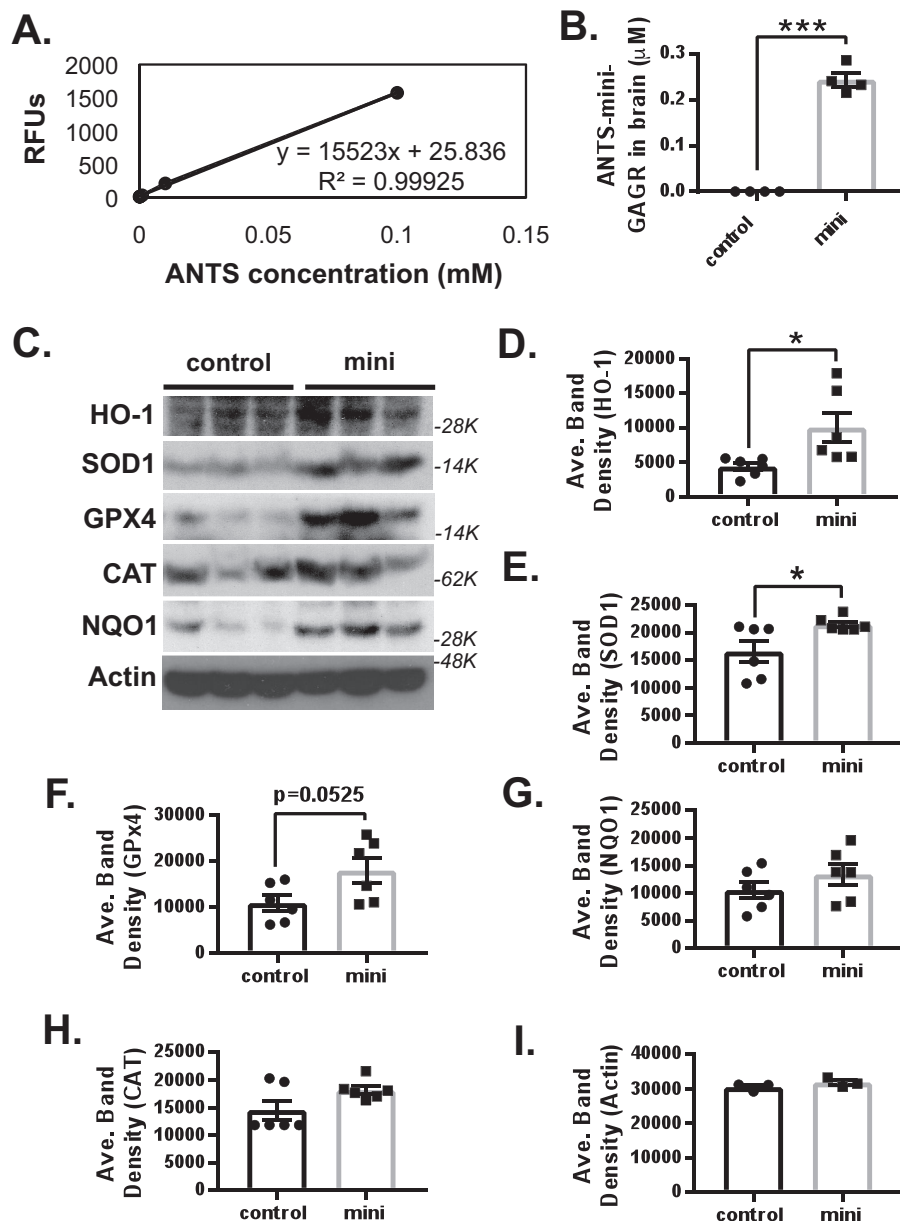 A.
2000
1500
1000
500
0
RFUs
y = 15523x + 25.836
R² = 0.99925
0 0.05 0.1 0.15
ANTS concentration (mM)
B.
***
0.3
0.2
0.1
0.0
ANTS-mini-
GAGR in brain (μM)
control mini
C.
control mini
HO-1 -28K
SOD1 -14K
GPX4 -14K
CAT -62K
NQO1 -28K
-48K
Actin
D.
*
20000
15000
10000
5000
0
Ave. Band
Density (HO-1)
control mini
E.
*
25000
20000
15000
10000
5000
0
Ave. Band
Density (SOD1)
control mini
F.
p=0.0525
30000
20000
10000
0
Ave. Band
Density (GPx4)
control mini
G.
25000
20000
15000
10000
5000
0
Ave. Band
Density (NQO1)
control mini
H.
25000
20000
15000
10000
5000
0
Ave. Band
Density (CAT)
control mini
I.
40000
30000
20000
10000
0
Ave. Band
Density (Actin)
control mini